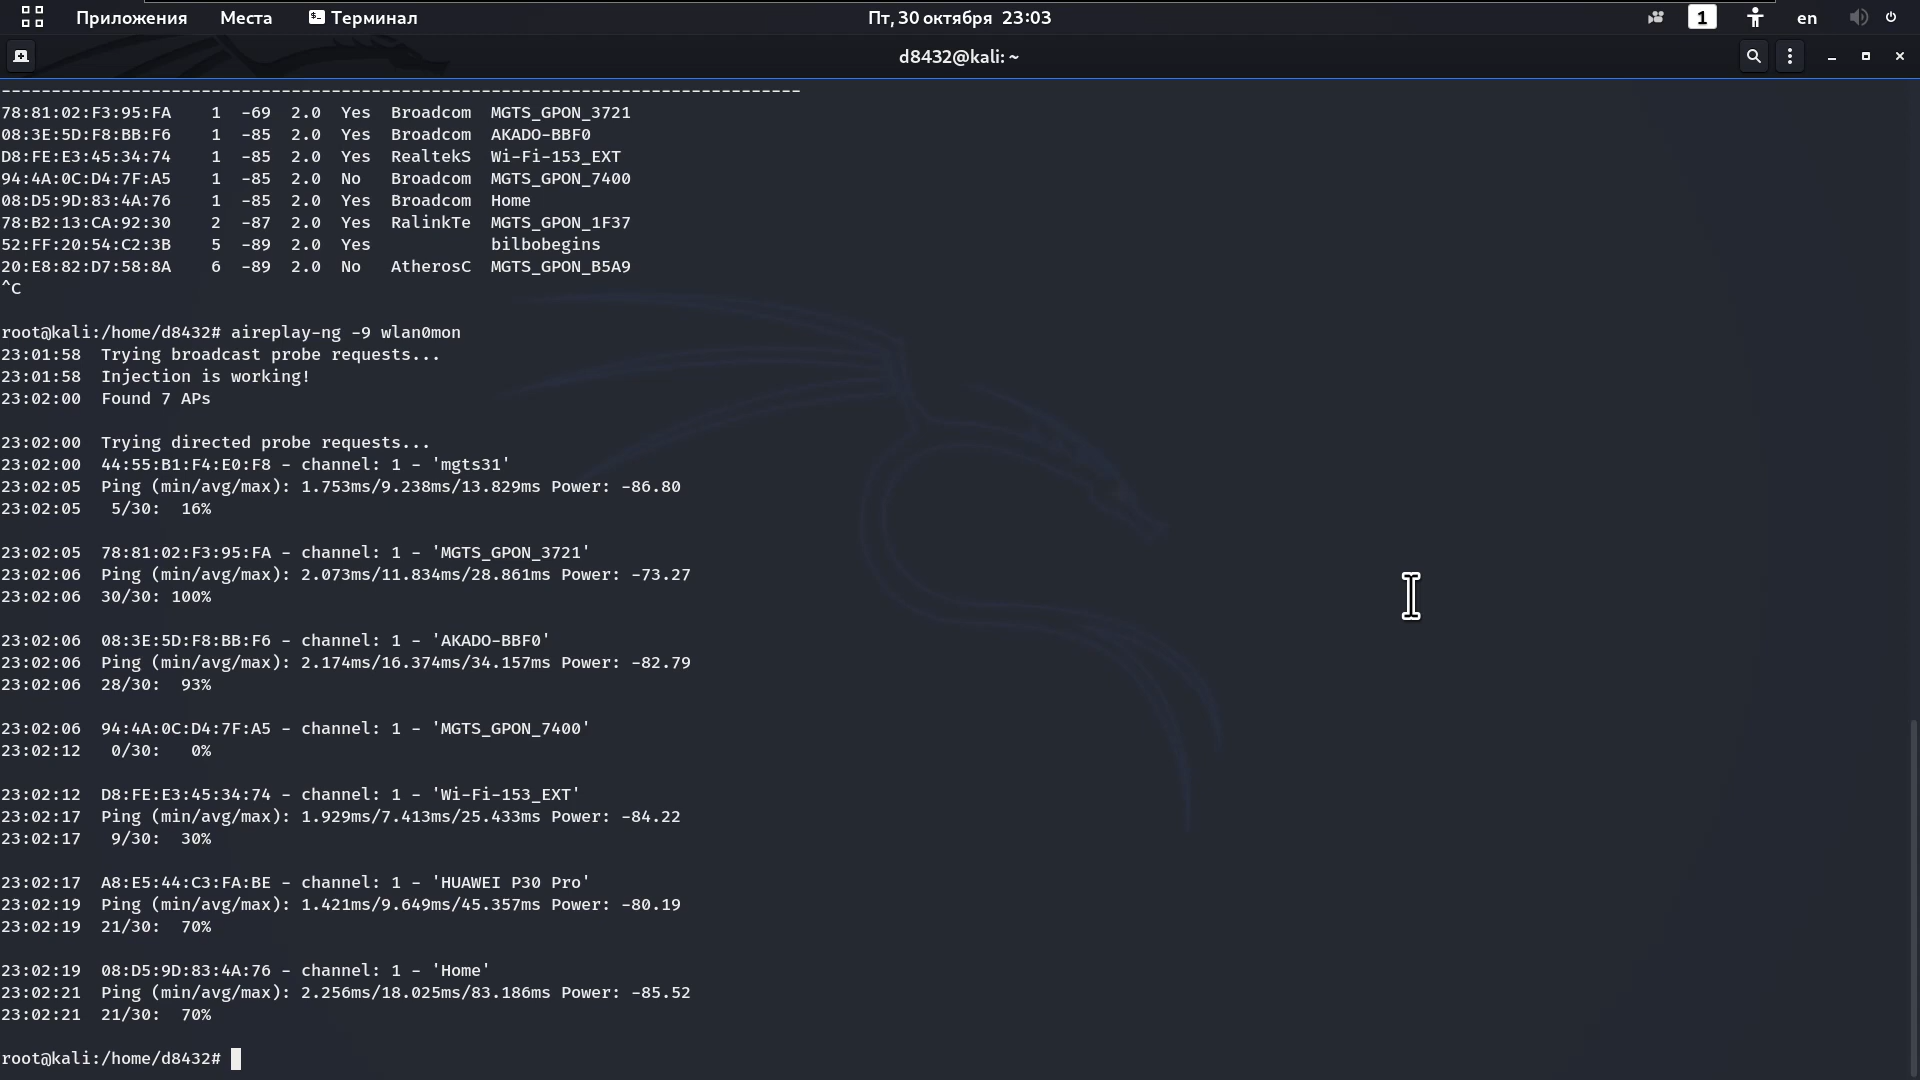 Приложения Места Терминал Пт, 30 октября 23:03 1 en
d8432@kali: ~
--------------------------------------------------------------------------------
78:81:02:F3:95:FA    1  -69  2.0  Yes  Broadcom  MGTS_GPON_3721
08:3E:5D:F8:BB:F6    1  -85  2.0  Yes  Broadcom  AKADO-BBF0
D8:FE:E3:45:34:74    1  -85  2.0  Yes  RealtekS  Wi-Fi-153_EXT
94:4A:0C:D4:7F:A5    1  -85  2.0  No   Broadcom  MGTS_GPON_7400
08:D5:9D:83:4A:76    1  -85  2.0  Yes  Broadcom  Home
78:B2:13:CA:92:30    2  -87  2.0  Yes  RalinkTe  MGTS_GPON_1F37
52:FF:20:54:C2:3B    5  -89  2.0  Yes            bilbobegins
20:E8:82:D7:58:8A    6  -89  2.0  No   AtherosC  MGTS_GPON_B5A9
^C
root@kali:/home/d8432# aireplay-ng -9 wlan0mon
23:01:58  Trying broadcast probe requests...
23:01:58  Injection is working!
23:02:00  Found 7 APs
23:02:00  Trying directed probe requests...
23:02:00  44:55:B1:F4:E0:F8 - channel: 1 - 'mgts31'
23:02:05  Ping (min/avg/max): 1.753ms/9.238ms/13.829ms Power: -86.80
23:02:05   5/30:  16%
23:02:05  78:81:02:F3:95:FA - channel: 1 - 'MGTS_GPON_3721'
23:02:06  Ping (min/avg/max): 2.073ms/11.834ms/28.861ms Power: -73.27
23:02:06  30/30: 100%
23:02:06  08:3E:5D:F8:BB:F6 - channel: 1 - 'AKADO-BBF0'
23:02:06  Ping (min/avg/max): 2.174ms/16.374ms/34.157ms Power: -82.79
23:02:06  28/30:  93%
23:02:06  94:4A:0C:D4:7F:A5 - channel: 1 - 'MGTS_GPON_7400'
23:02:12   0/30:   0%
23:02:12  D8:FE:E3:45:34:74 - channel: 1 - 'Wi-Fi-153_EXT'
23:02:17  Ping (min/avg/max): 1.929ms/7.413ms/25.433ms Power: -84.22
23:02:17   9/30:  30%
23:02:17  A8:E5:44:C3:FA:BE - channel: 1 - 'HUAWEI P30 Pro'
23:02:19  Ping (min/avg/max): 1.421ms/9.649ms/45.357ms Power: -80.19
23:02:19  21/30:  70%
23:02:19  08:D5:9D:83:4A:76 - channel: 1 - 'Home'
23:02:21  Ping (min/avg/max): 2.256ms/18.025ms/83.186ms Power: -85.52
23:02:21  21/30:  70%
root@kali:/home/d8432#